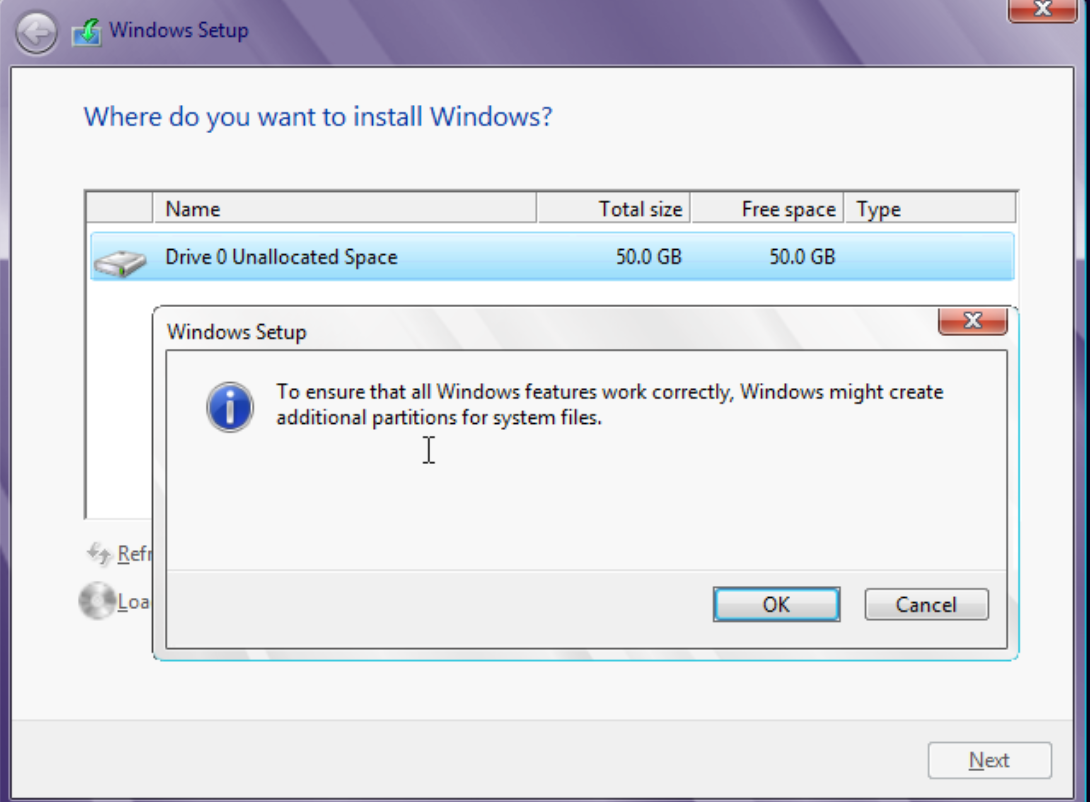 Windows Setup
Where do you want to install Windows?
Name Total size Free space Type
Drive 0 Unallocated Space 50.0 GB 50.0 GB
Windows Setup
To ensure that all Windows features work correctly, Windows might create
additional partitions for system files.
Refr
Loa
OK Cancel
Next